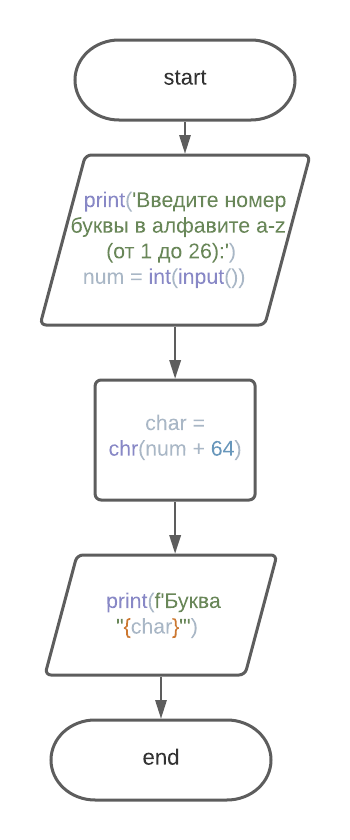 start
print('Введите номер
буквы в алфавите a-z
(от 1 до 26):')
num = int(input())
char =
chr(num + 64)
print(f'Буква
"{char}"')
end